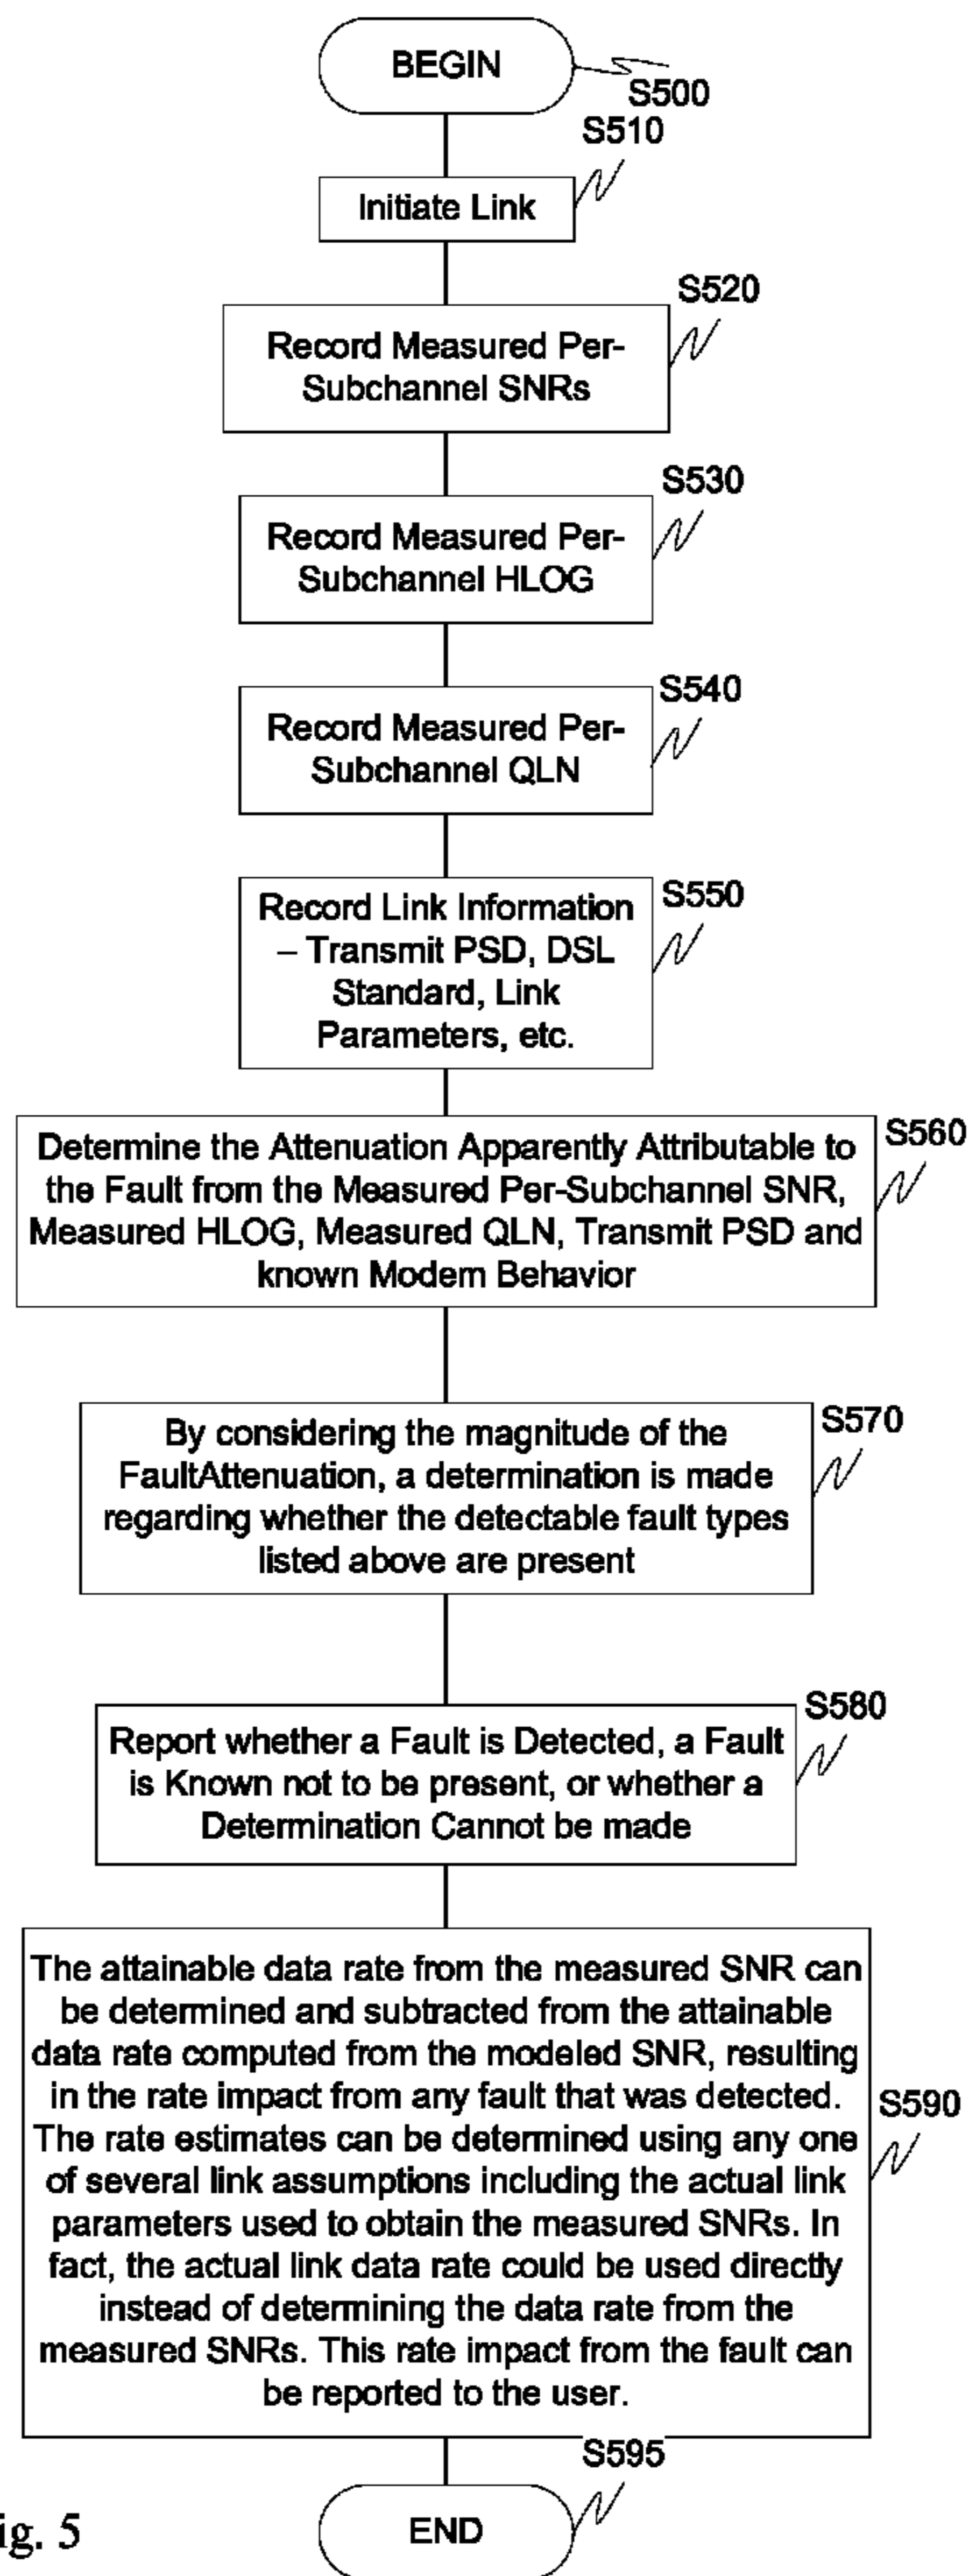 BEGIN
S500
S510
Initiate Link
S520
Record Measured Per-
Subchannel SNRs
S530
Record Measured Per-
Subchannel HLOG
S540
Record Measured Per-
Subchannel QLN
S550
Record Link Information
– Transmit PSD, DSL
Standard, Link
Parameters, etc.
S560
Determine the Attenuation Apparently Attributable to
the Fault from the Measured Per-Subchannel SNR,
Measured HLOG, Measured QLN, Transmit PSD and
known Modem Behavior
S570
By considering the magnitude of the
FaultAttenuation, a determination is made
regarding whether the detectable fault types
listed above are present
S580
Report whether a Fault is Detected, a Fault
is Known not to be present, or whether a
Determination Cannot be made
The attainable data rate from the measured SNR can
be determined and subtracted from the attainable
data rate computed from the modeled SNR, resulting
in the rate impact from any fault that was detected.
S590
The rate estimates can be determined using any one
of several link assumptions including the actual link
parameters used to obtain the measured SNRs. In
fact, the actual link data rate could be used directly
instead of determining the data rate from the
measured SNRs. This rate impact from the fault can
be reported to the user.
S595
END
ig. 5